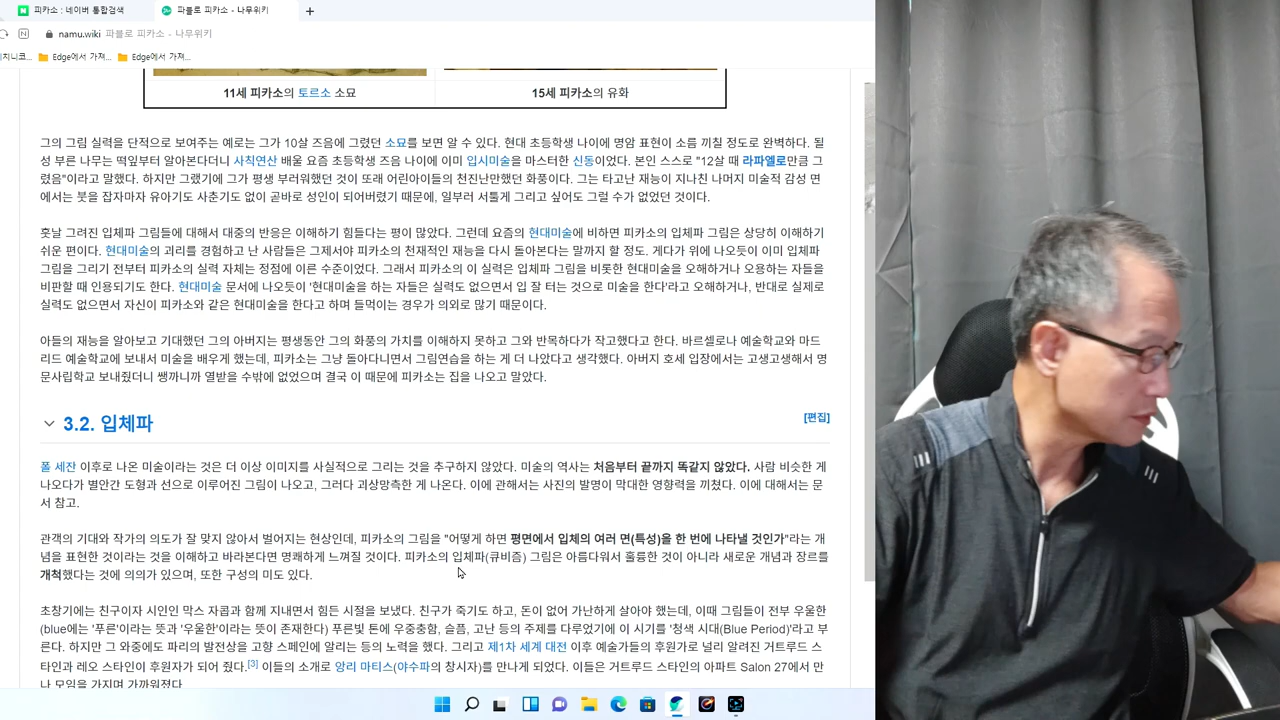 피카소 : 네이버 통합검색
파블로 피카소 - 나무위키
namu.wiki 파블로 피카소 - 나무위키
치니코... Edge에서 가져... Edge에서 가져...
11세 피카소의 토르소 소묘
15세 피카소의 유화
그의 그림 실력을 단적으로 보여주는 예로는 그가 10살 즈음에 그렸던 소묘를 보면 알 수 있다. 현대 초등학생 나이에 명암 표현이 소름 끼칠 정도로 완벽하다. 될
성 부른 나무는 떡잎부터 알아본다더니 사칙연산 배울 요즘 초등학생 즈음 나이에 이미 입시미술을 마스터한 신동이었다. 본인 스스로 "12살 때 라파엘로만큼 그
렸음"이라고 말했다. 하지만 그랬기에 그가 평생 부러워했던 것이 또래 어린아이들의 천진난만했던 화풍이다. 그는 타고난 재능이 지나친 나머지 미술적 감성 면
에서는 붓을 잡자마자 유아기도 사춘기도 없이 곧바로 성인이 되어버렸기 때문에, 일부러 서툴게 그리고 싶어도 그럴 수가 없었던 것이다.
훗날 그려진 입체파 그림들에 대해서 대중의 반응은 이해하기 힘들다는 평이 많았다. 그런데 요즘의 현대미술에 비하면 피카소의 입체파 그림은 상당히 이해하기
쉬운 편이다. 현대미술의 괴리를 경험하고 난 사람들은 그제서야 피카소의 천재적인 재능을 다시 돌아본다는 말까지 할 정도. 게다가 위에 나오듯이 이미 입체파
그림을 그리기 전부터 피카소의 실력 자체는 정점에 이른 수준이었다. 그래서 피카소의 이 실력은 입체파 그림을 비롯한 현대미술을 오해하거나 오용하는 자들을
비판할 때 인용되기도 한다. 현대미술 문서에 나오듯이 '현대미술을 하는 자들은 실력도 없으면서 입 잘 터는 것으로 미술을 한다'라고 오해하거나, 반대로 실제로
실력도 없으면서 자신이 피카소와 같은 현대미술을 한다고 하며 들먹이는 경우가 의외로 많기 때문이다.
아들의 재능을 알아보고 기대했던 그의 아버지는 평생동안 그의 화풍의 가치를 이해하지 못하고 그와 반목하다가 작고했다고 한다. 바르셀로나 예술학교와 마드
리드 예술학교에 보내서 미술을 배우게 했는데, 피카소는 그냥 돌아다니면서 그림연습을 하는 게 더 나았다고 생각했다. 아버지 호세 입장에서는 고생고생해서 명
문사립학교 보내줬더니 쨍까니까 열받을 수밖에 없었으며 결국 이 때문에 피카소는 집을 나오고 말았다.
3.2. 입체파
[편집]
폴 세잔 이후로 나온 미술이라는 것은 더 이상 이미지를 사실적으로 그리는 것을 추구하지 않았다. 미술의 역사는 처음부터 끝까지 똑같지 않았다. 사람 비슷한 게
나오다가 별안간 도형과 선으로 이루어진 그림이 나오고, 그러다 괴상망측한 게 나온다. 이에 관해서는 사진의 발명이 막대한 영향력을 끼쳤다. 이에 대해서는 문
서 참고.
관객의 기대와 작가의 의도가 잘 맞지 않아서 벌어지는 현상인데, 피카소의 그림을 "어떻게 하면 평면에서 입체의 여러 면(특성)을 한 번에 나타낼 것인가"라는 개
념을 표현한 것이라는 것을 이해하고 바라본다면 명쾌하게 느껴질 것이다. 피카소의 입체파(큐비즘) 그림은 아름다워서 훌륭한 것이 아니라 새로운 개념과 장르를
개척했다는 것에 의의가 있으며, 또한 구성의 미도 있다.
초창기에는 친구이자 시인인 막스 자콥과 함께 지내면서 힘든 시절을 보냈다. 친구가 죽기도 하고, 돈이 없어 가난하게 살아야 했는데, 이때 그림들이 전부 우울한
(blue에는 '푸른'이라는 뜻과 '우울한'이라는 뜻이 존재한다) 푸른빛 톤에 우중충함, 슬픔, 고난 등의 주제를 다루었기에 이 시기를 '청색 시대(Blue Period)'라고 부
른다. 하지만 그 와중에도 파리의 발전상을 고향 스페인에 알리는 등의 노력을 했다. 그리고 제1차 세계 대전 이후 예술가들의 후원가로 널리 알려진 거트루드 스
타인과 레오 스타인이 후원자가 되어 줬다.[3] 이들의 소개로 앙리 마티스(야수파의 창시자)를 만나게 되었다. 이들은 거트루드 스타인의 아파트 Salon 27에서 만
나 모임을 가지며 가까워졌다